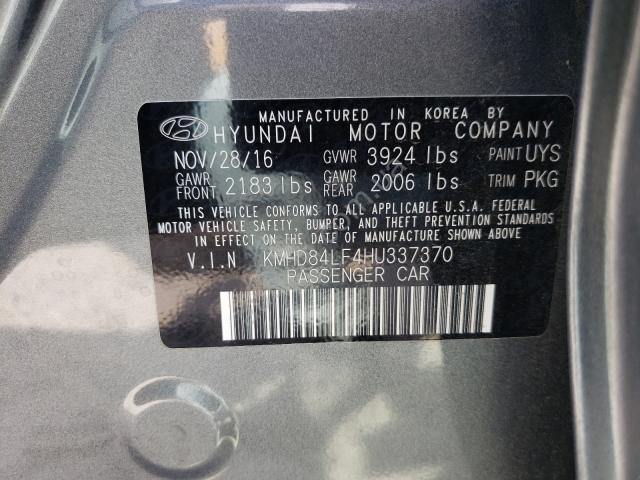 MANUFACTURED IN KOREA BY
HYUNDAI MOTOR COMPANY
NOV/28/16 GVWR 3924 lbs PAINT UYS
GAWR FRONT 2183 lbs GAWR REAR 2006 lbs TRIM PKG
THIS VEHICLE CONFORMS TO ALL APPLICABLE U.S.A. FEDERAL
MOTOR VEHICLE SAFETY, BUMPER, AND THEFT PREVENTION STANDARDS
IN EFFECT ON THE DATE OF MANUFACTURE SHOWN ABOVE.
V.I.N KMHD84LF4HU337370
PASSENGER CAR